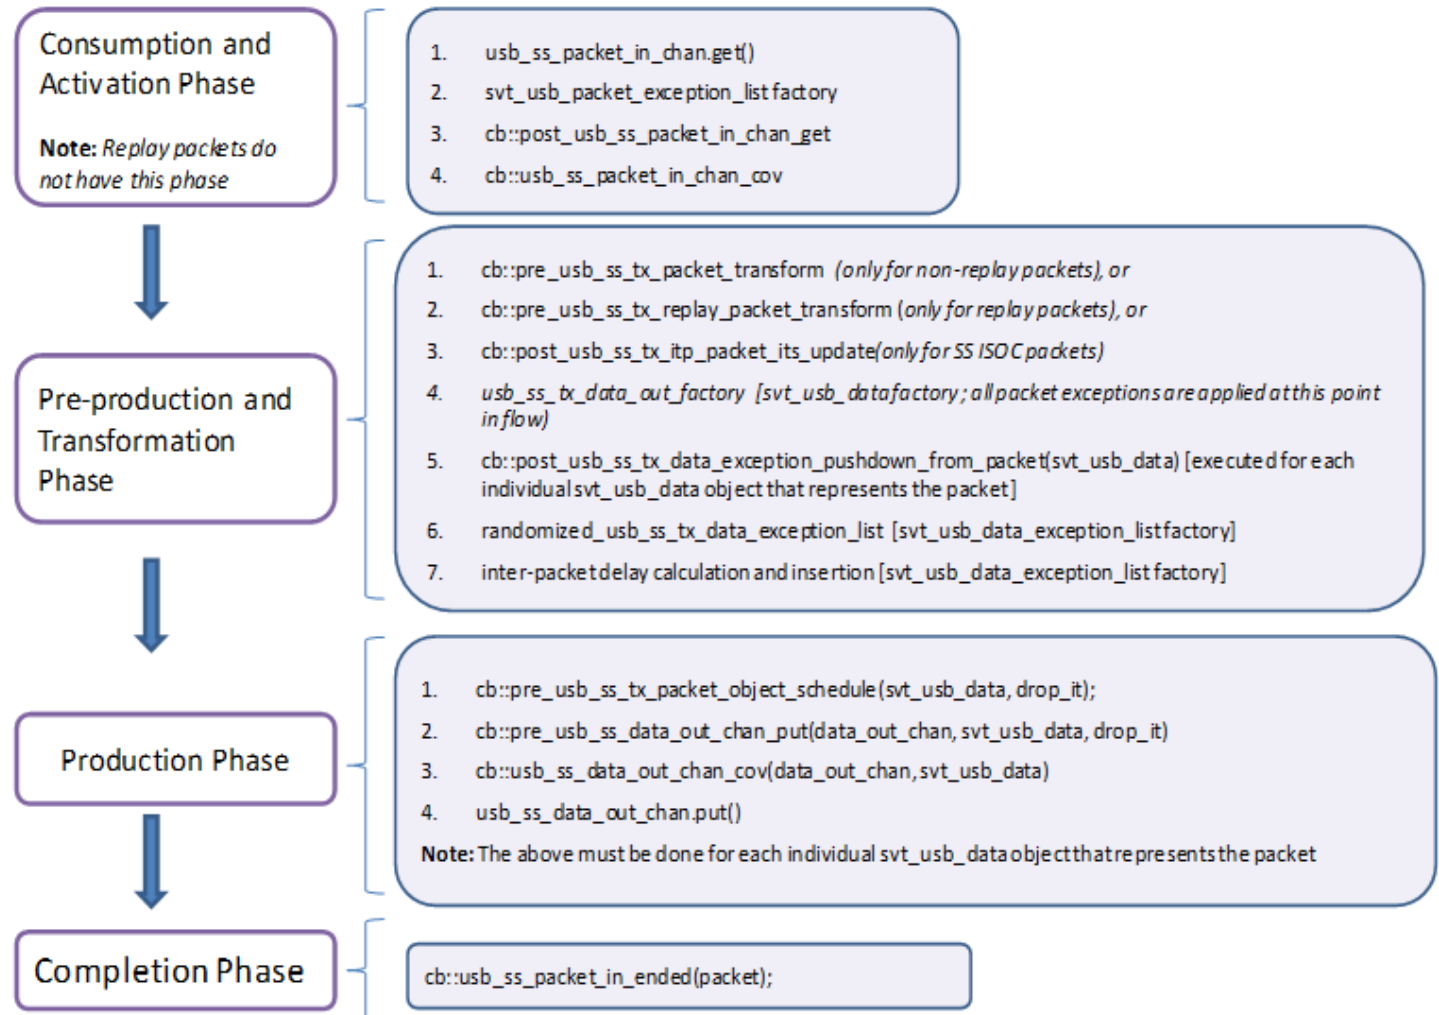 Consumption and
Activation Phase
Note: Replay packets do
not have this phase
1. usb_ss_packet_in_chan.get()
2. svt_usb_packet_exception_list factory
3. cb::post_usb_ss_packet_in_chan_get
4. cb::usb_ss_packet_in_chan_cov
Pre-production and
Transformation
Phase
1. cb::pre_usb_ss_tx_packet_transform (only for non-replay packets), or
2. cb::pre_usb_ss_tx_replay_packet_transform (only for replay packets), or
3. cb::post_usb_ss_tx_itp_packet_its_update(only for SS ISOC packets)
4. usb_ss_tx_data_out_factory [svt_usb_data factory; all packet exceptions are applied at this point
in flow)
5. cb::post_usb_ss_tx_data_exception_pushdown_from_packet(svt_usb_data) [executed for each
individual svt_usb_data object that represents the packet]
6. randomized_usb_ss_tx_data_exception_list [svt_usb_data_exception_list factory]
7. inter-packet delay calculation and insertion [svt_usb_data_exception_list factory]
Production Phase
1. cb::pre_usb_ss_tx_packet_object_schedule(svt_usb_data, drop_it);
2. cb::pre_usb_ss_data_out_chan_put(data_out_chan, svt_usb_data, drop_it)
3. cb::usb_ss_data_out_chan_cov(data_out_chan, svt_usb_data)
4. usb_ss_data_out_chan.put()
Note: The above must be done for each individual svt_usb_data object that represents the packet
Completion Phase
cb::usb_ss_packet_in_ended(packet);